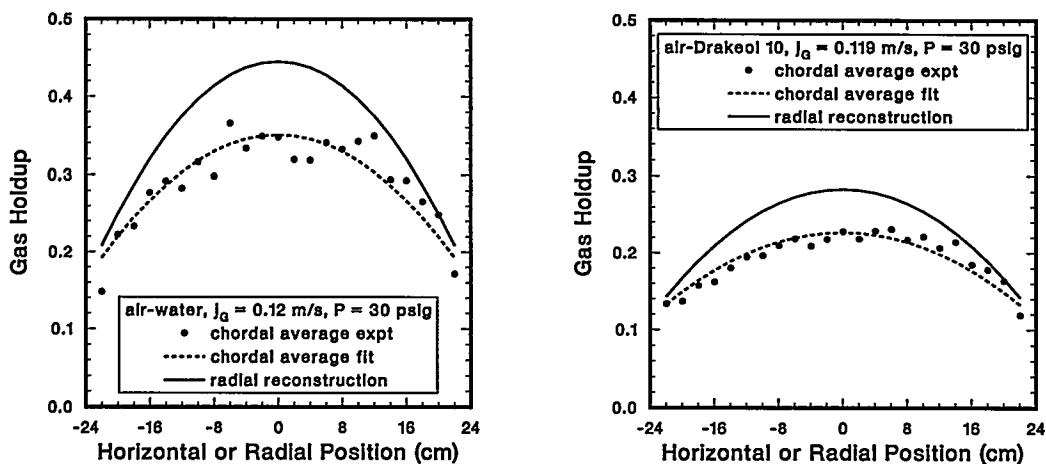 0.5
0.4
0.3
0.2
0.1
0.0
Gas Holdup
air-water, j_G = 0.12 m/s, P = 30 psig
chordal average expt
chordal average fit
radial reconstruction
-24 -16 -8 0 8 16 24
Horizontal or Radial Position (cm)
0.5
0.4
0.3
0.2
0.1
0.0
Gas Holdup
air-Drakeol 10, j_G = 0.119 m/s, P = 30 psig
chordal average expt
chordal average fit
radial reconstruction
-24 -16 -8 0 8 16 24
Horizontal or Radial Position (cm)